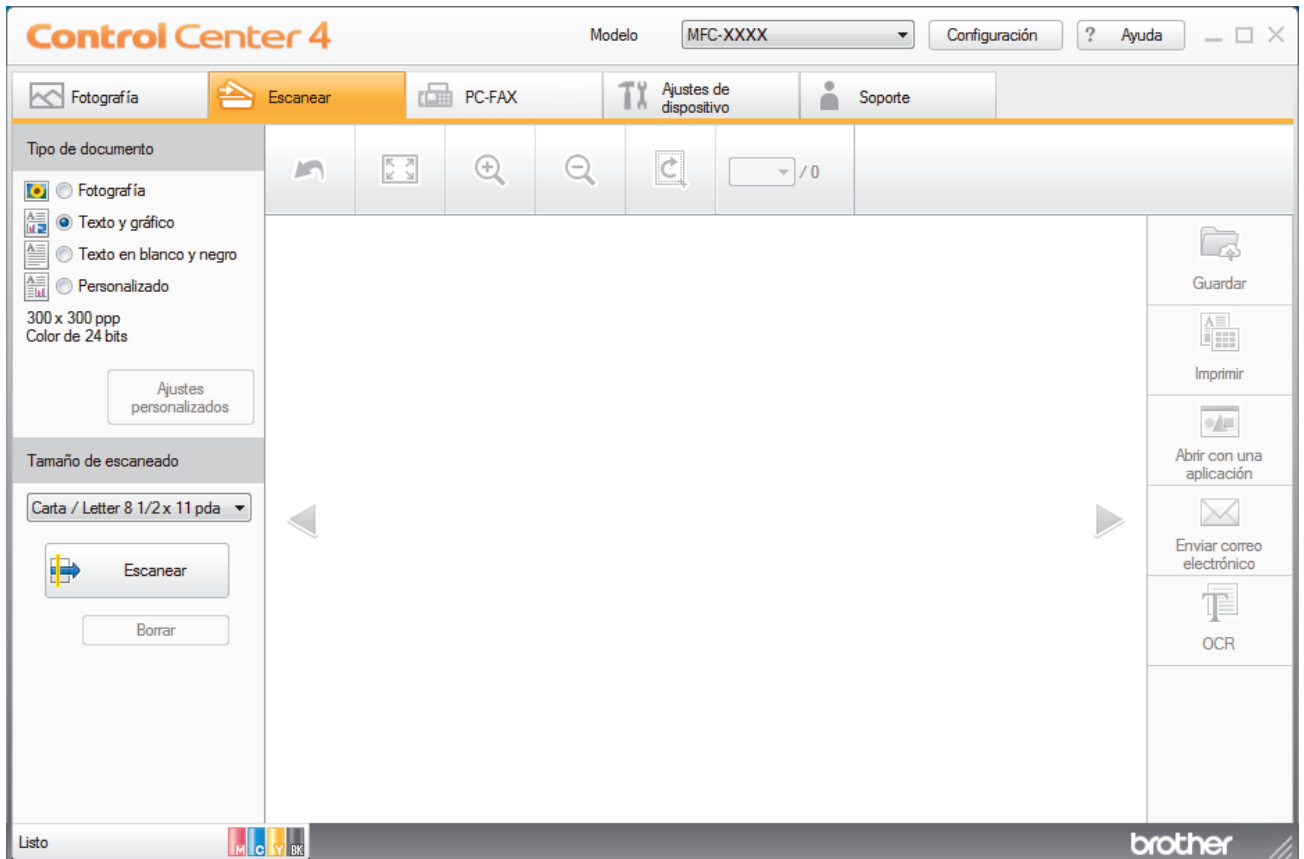 Control Center 4
Modelo
MFC-XXXX
Configuración
? Ayuda
Fotografía
Escanear
PC-FAX
Ajustes de
dispositivo
Soporte
Tipo de documento
/ 0
Fotografía
Texto y gráfico
Texto en blanco y negro
Personalizado
300 x 300 ppp
Color de 24 bits
Ajustes
personalizados
Tamaño de escaneado
Carta / Letter 8 1/2 x 11 pda
Escanear
Borrar
Guardar
Imprimir
Abrir con una
aplicación
Enviar correo
electrónico
OCR
Listo
M C Y BK
brother